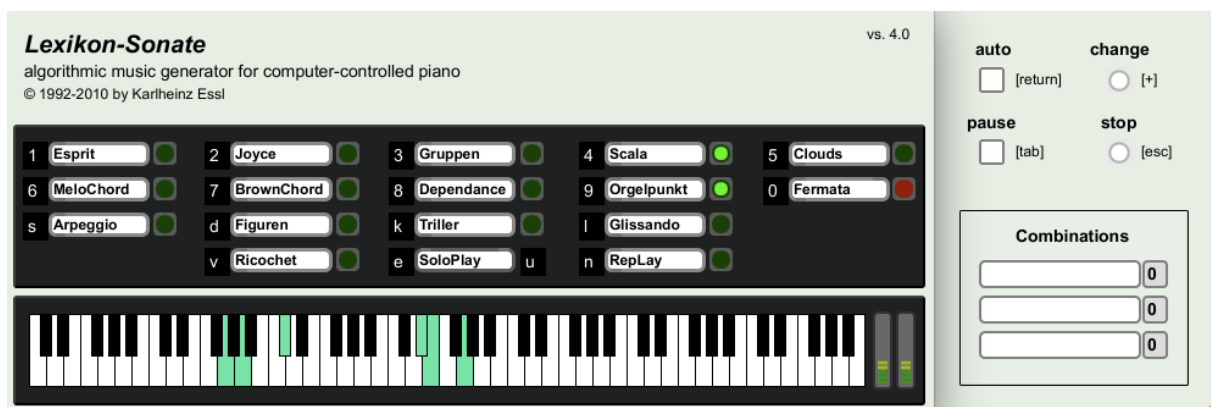 Lexikon-Sonate
vs. 4.0
algorithmic music generator for computer-controlled piano
© 1992-2010 by Karlheinz Essl
1 Esprit 2 Joyce 3 Gruppen 4 Scala 5 Clouds
6 MeloChord 7 BrownChord 8 Dependance 9 Orgelpunkt 0 Fermata
s Arpeggio d Figuren k Triller l Glissando
v Ricochet e SoloPlay u n RepLay
auto change
[return] [+]
pause stop
[tab] [esc]
Combinations
0
0
0